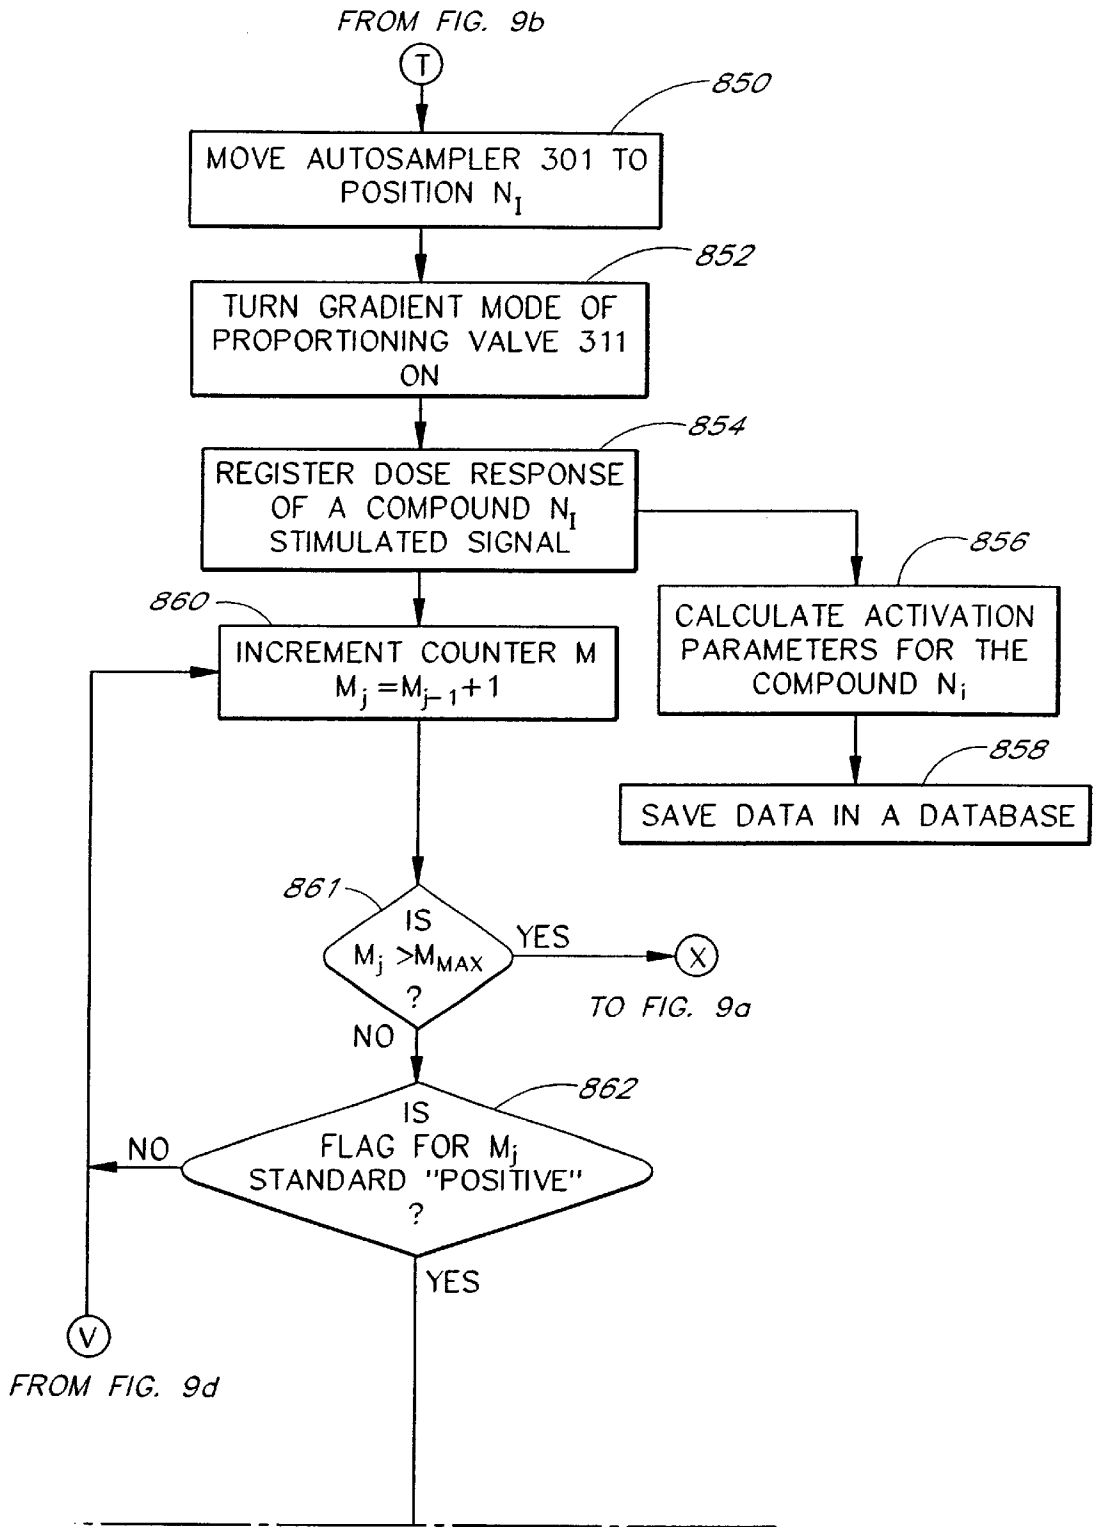 FROM FIG. 9b
T
850
MOVE AUTOSAMPLER 301 TO
POSITION N_I
852
TURN GRADIENT MODE OF
PROPORTIONING VALVE 311
ON
854
REGISTER DOSE RESPONSE
OF A COMPOUND N_I
STIMULATED SIGNAL
856
CALCULATE ACTIVATION
PARAMETERS FOR THE
COMPOUND N_i
858
SAVE DATA IN A DATABASE
860
INCREMENT COUNTER M
M_j = M_{j-1} + 1
861
IS
M_j > M_MAX
?
YES
X
TO FIG. 9a
NO
862
IS
FLAG FOR M_j
STANDARD "POSITIVE"
?
NO
YES
V
FROM FIG. 9d